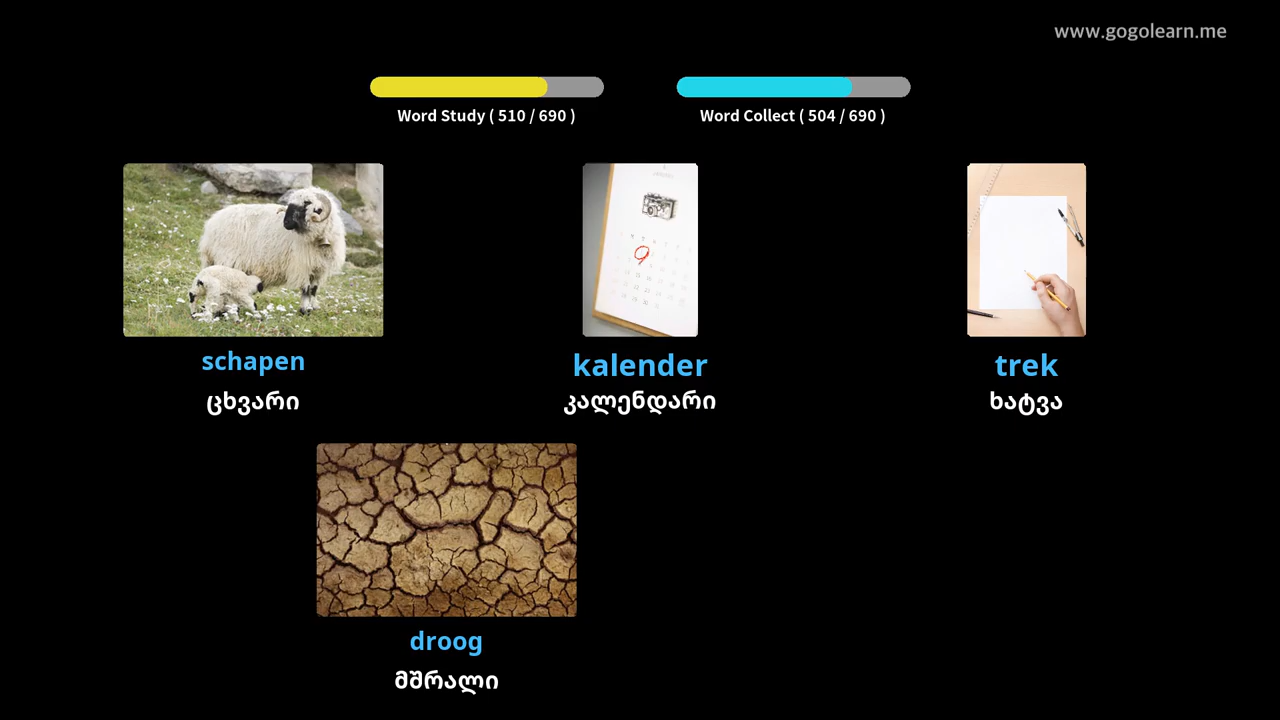 www.gogolearn.me
Word Study ( 510 / 690 )
Word Collect ( 504 / 690 )
schapen
ცხვარი
kalender
კალენდარი
trek
ხატვა
droog
მშრალი